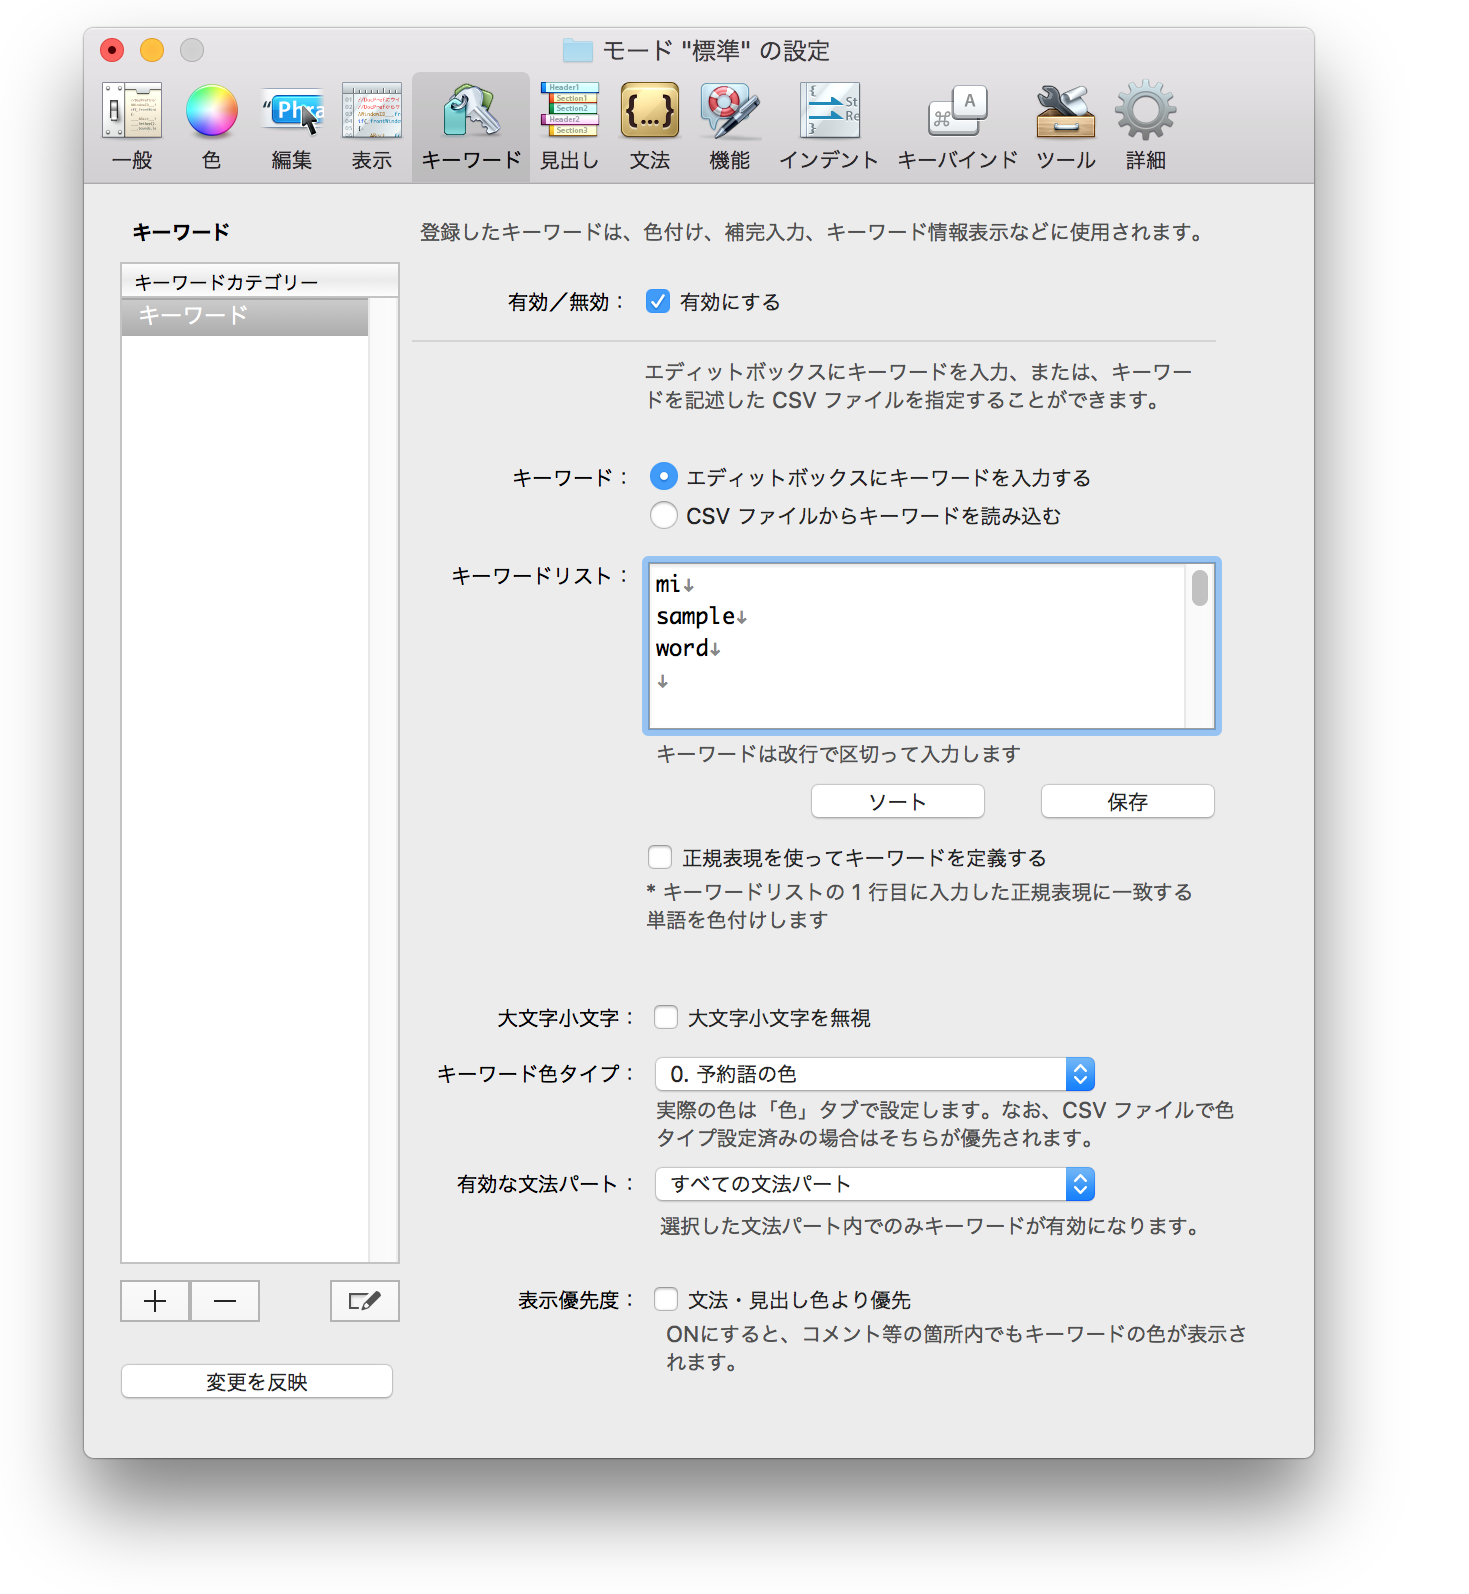 モード "標準" の設定
一般
色
編集
表示
キーワード
見出し
文法
機能
インデント
キーバインド
ツール
詳細
"Phra
Header1
Section1
Section2
Header2
Section3
{...}
St
Re
A
⌘
キーワード
登録したキーワードは、色付け、補完入力、キーワード情報表示などに使用されます。
キーワードカテゴリー
キーワード
有効／無効：
有効にする
エディットボックスにキーワードを入力、または、キーワー
ドを記述した CSV ファイルを指定することができます。
キーワード：
エディットボックスにキーワードを入力する
CSV ファイルからキーワードを読み込む
キーワードリスト：
mi↓
sample↓
word↓
↓
キーワードは改行で区切って入力します
ソート
保存
正規表現を使ってキーワードを定義する
* キーワードリストの 1 行目に入力した正規表現に一致する
単語を色付けします
大文字小文字：
大文字小文字を無視
キーワード色タイプ：
0. 予約語の色
実際の色は「色」タブで設定します。なお、CSV ファイルで色
タイプ設定済みの場合はそちらが優先されます。
有効な文法パート：
すべての文法パート
選択した文法パート内でのみキーワードが有効になります。
表示優先度：
文法・見出し色より優先
ONにすると、コメント等の箇所内でもキーワードの色が表示さ
れます。
変更を反映